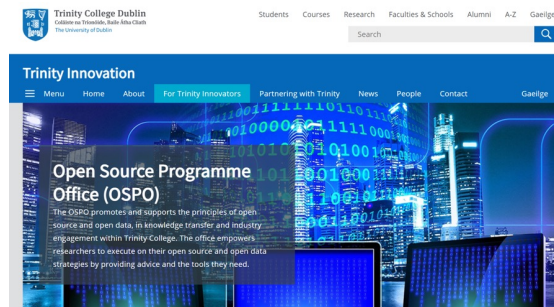 Trinity College Dublin
Coláiste na Tríonóide, Baile Átha Cliath
The University of Dublin
Students Courses Research Faculties & Schools Alumni A-Z Gaeilge
Search
Trinity Innovation
Menu Home About For Trinity Innovators Partnering with Trinity News People Contact Gaeilge
Open Source Programme
Office (OSPO)
The OSPO promotes and supports the principles of open
source and open data, in knowledge transfer and industry
engagement within Trinity College. The office empowers
researchers to execute on their open source and open data
strategies by providing advice and the tools they need.